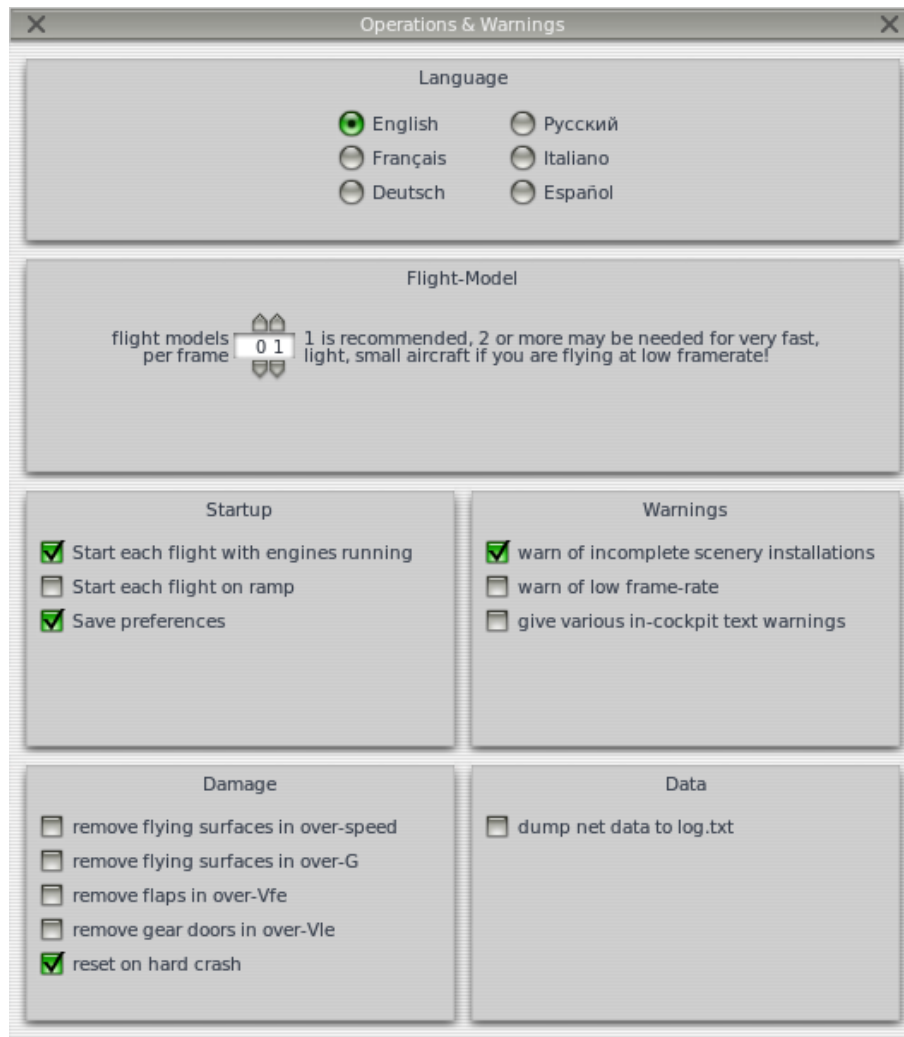 Operations & Warnings
Language
English
Русский
Français
Italiano
Deutsch
Español
Flight-Model
flight models
per frame
0 1
1 is recommended, 2 or more may be needed for very fast,
light, small aircraft if you are flying at low framerate!
Startup
Start each flight with engines running
Start each flight on ramp
Save preferences
Warnings
warn of incomplete scenery installations
warn of low frame-rate
give various in-cockpit text warnings
Damage
remove flying surfaces in over-speed
remove flying surfaces in over-G
remove flaps in over-Vfe
remove gear doors in over-Vle
reset on hard crash
Data
dump net data to log.txt